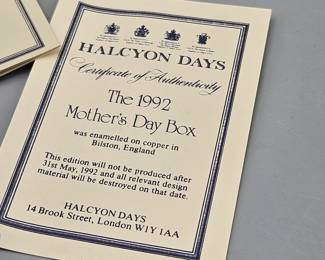 HALCYON DAYS
Certificate of Authenticity
The 1992
Mother's Day Box
was enamelled on copper in
Bilston, England
This edition will not be produced after
31st May, 1992 and all relevant design
material will be destroyed on that date.
HALCYON DAYS
14 Brook Street, London W1Y 1AA